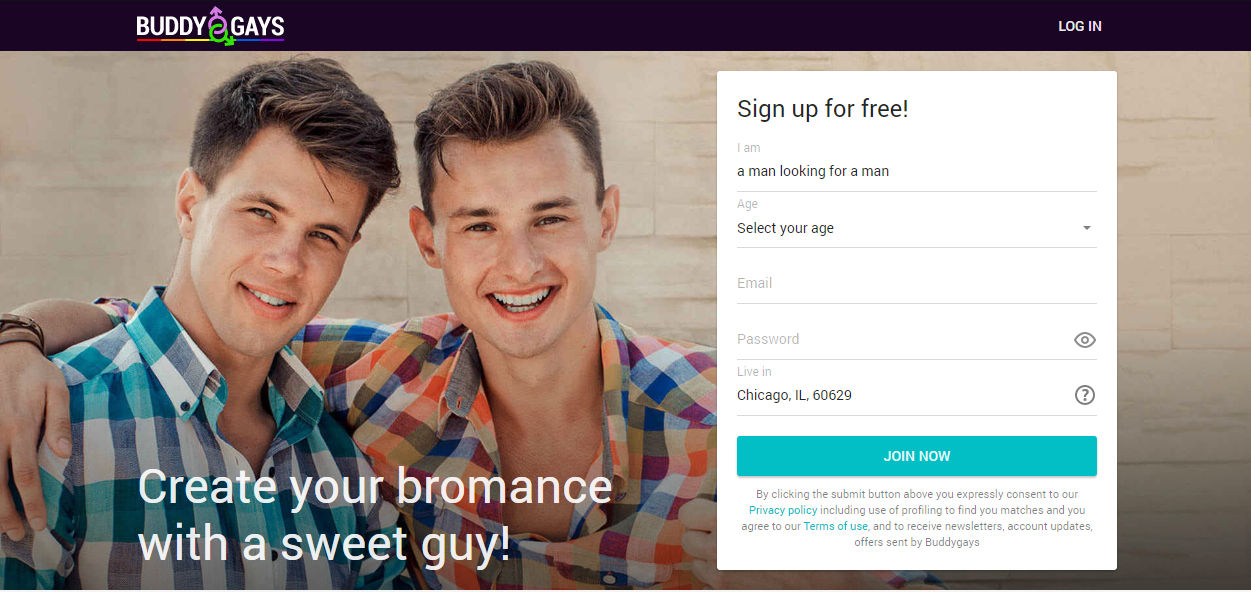 BUDDY GAYS
LOG IN
Sign up for free!
I am
a man looking for a man
Age
Select your age
Email
Password
Live in
Chicago, IL, 60629
JOIN NOW
By clicking the submit button above you expressly consent to our
Privacy policy including use of profiling to find you matches and you
agree to our Terms of use, and to receive newsletters, account updates,
offers sent by Buddygays
Create your bromance
with a sweet guy!